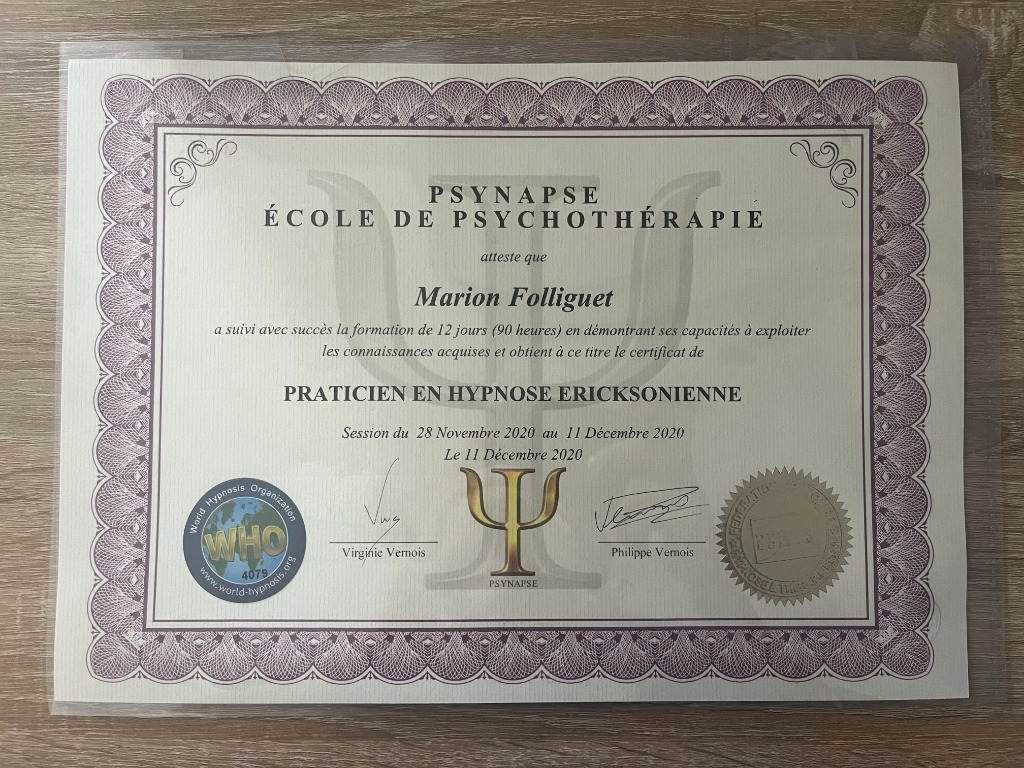 PSYNAPSE
ÉCOLE DE PSYCHOTHÉRAPIE
atteste que
Marion Folliguet
a suivi avec succès la formation de 12 jours (90 heures) en démontrant ses capacités à exploiter
les connaissances acquises et obtient à ce titre le certificat de
PRATICIEN EN HYPNOSE ERICKSONIENNE
Session du 28 Novembre 2020 au 11 Décembre 2020
Le 11 Décembre 2020
World Hypnosis Organization
WHO
4079
www.world-hypnosis.org
Virginie Vernois
PSYNAPSE
Philippe Vernois